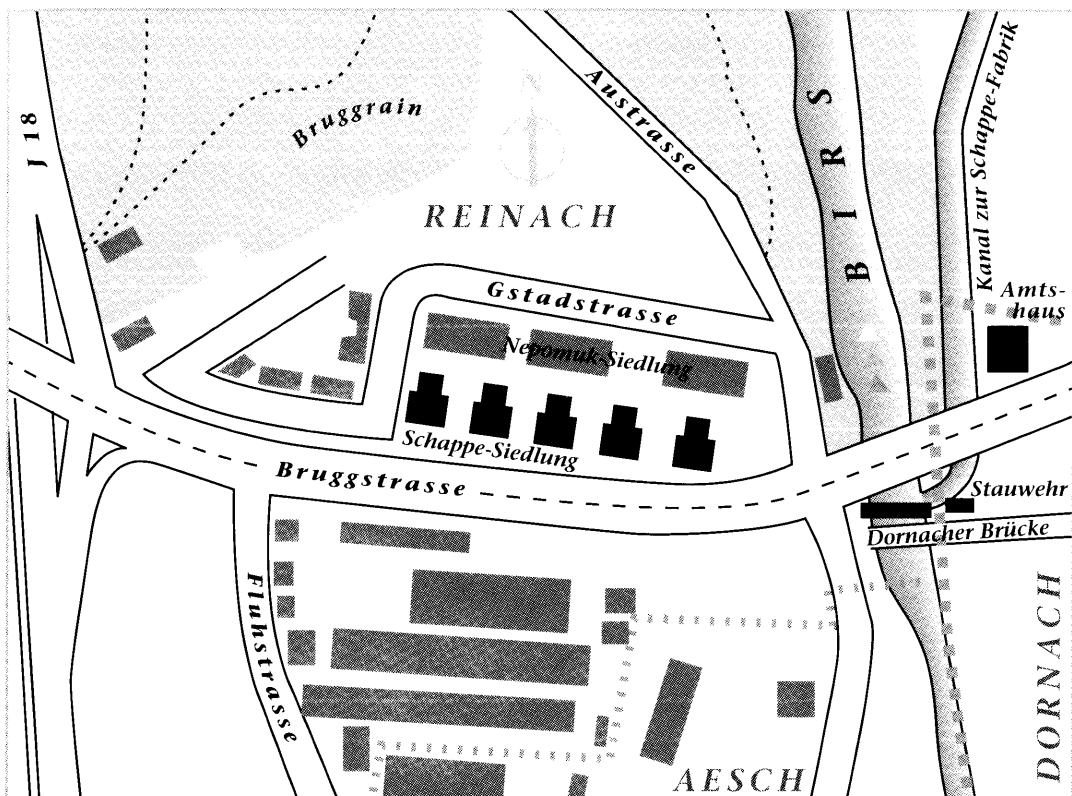 J 18
Bruggrain
Austrasse
BIRS
Kanal zur Schappe-Fabrik
REINACH
Amts-
haus
Gstadstrasse
Nepomuk-Siedlung
Schappe-Siedlung
Bruggstrasse
Stauwehr
Dornacher Brücke
Fluhstrasse
DORNACH
AESCH